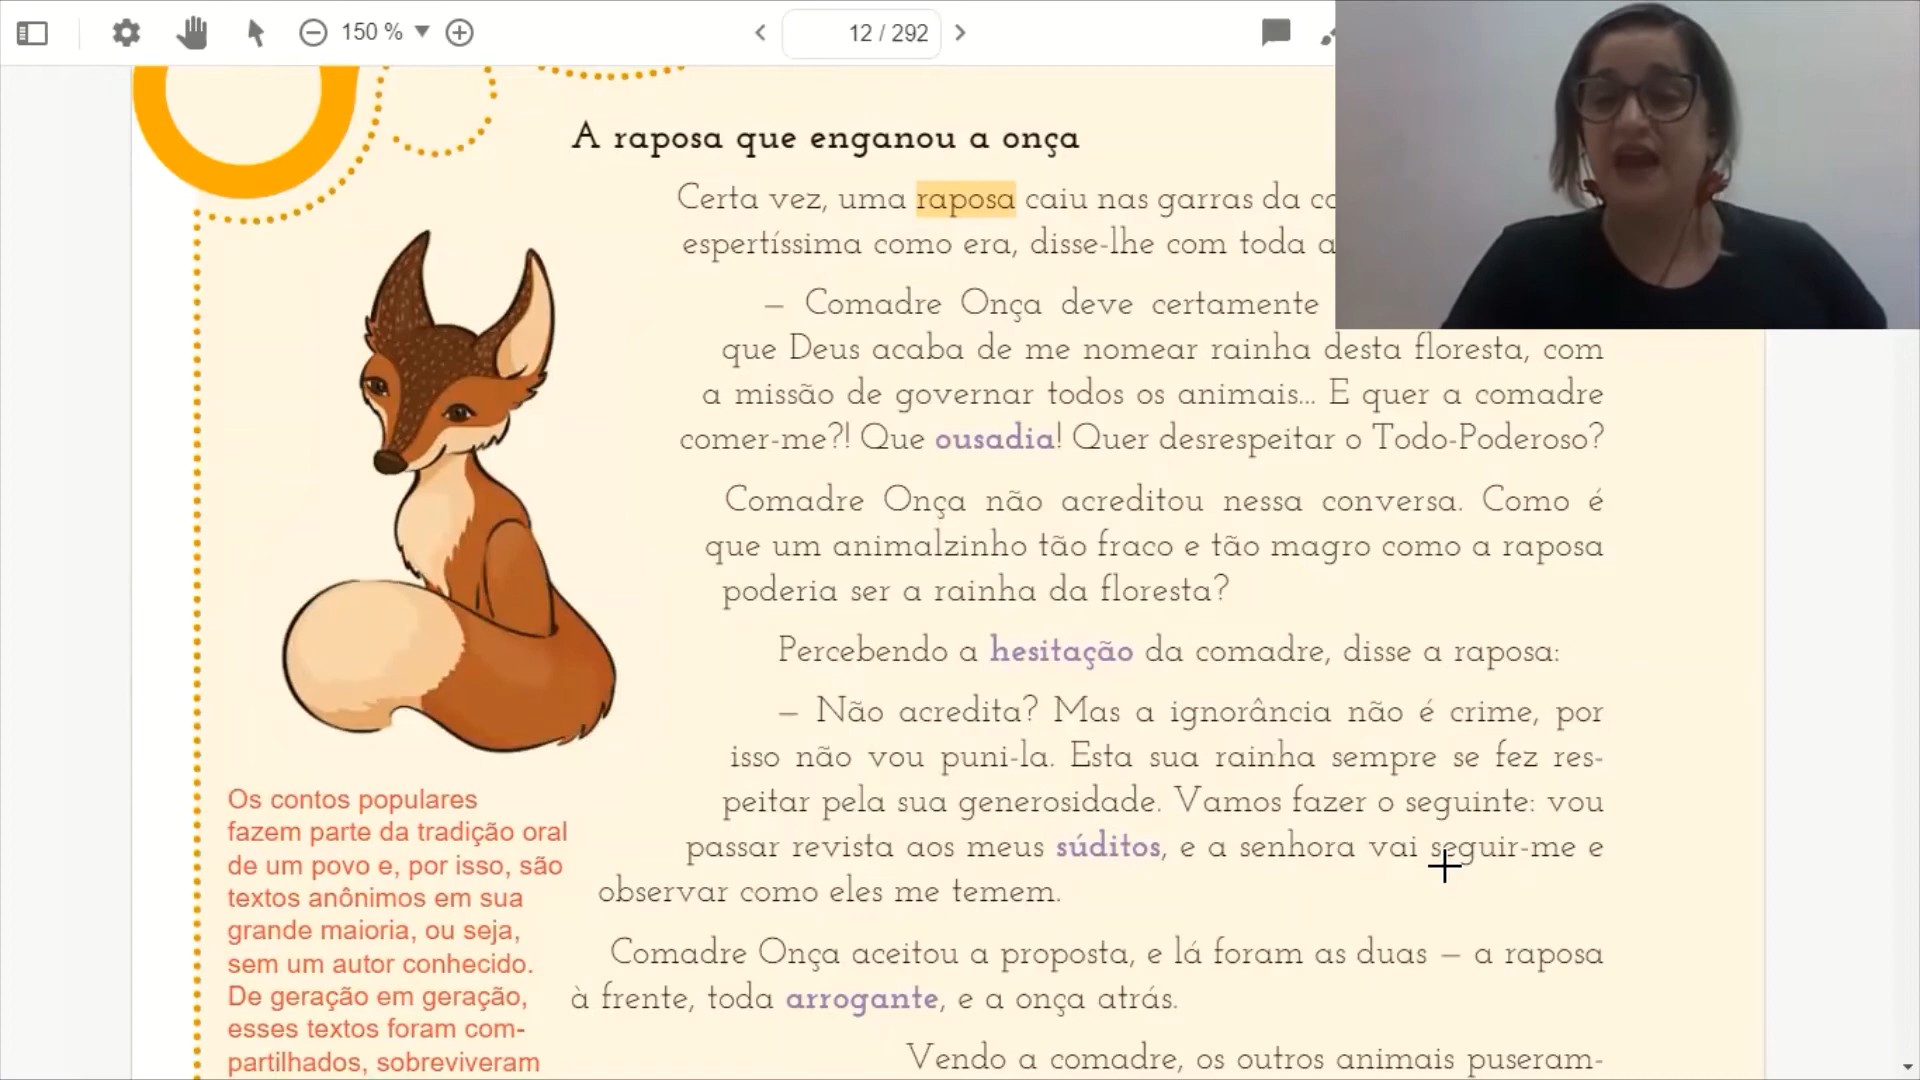 150 %
12 / 292
A raposa que enganou a onça
Certa vez, uma raposa caiu nas garras da
espertíssima como era, disse-lhe com toda a
– Comadre Onça deve certamente
que Deus acaba de me nomear rainha desta floresta, com
a missão de governar todos os animais... E quer a comadre
comer-me?! Que ousadia! Quer desrespeitar o Todo-Poderoso?
Comadre Onça não acreditou nessa conversa. Como é
que um animalzinho tão fraco e tão magro como a raposa
poderia ser a rainha da floresta?
Percebendo a hesitação da comadre, disse a raposa:
– Não acredita? Mas a ignorância não é crime, por
isso não vou puni-la. Esta sua rainha sempre se fez res-
peitar pela sua generosidade. Vamos fazer o seguinte: vou
passar revista aos meus súditos, e a senhora vai seguir-me e
observar como eles me temem.
Comadre Onça aceitou a proposta, e lá foram as duas – a raposa
à frente, toda arrogante, e a onça atrás.
Vendo a comadre, os outros animais puseram-
Os contos populares
fazem parte da tradição oral
de um povo e, por isso, são
textos anônimos em sua
grande maioria, ou seja,
sem um autor conhecido.
De geração em geração,
esses textos foram com-
partilhados, sobreviveram